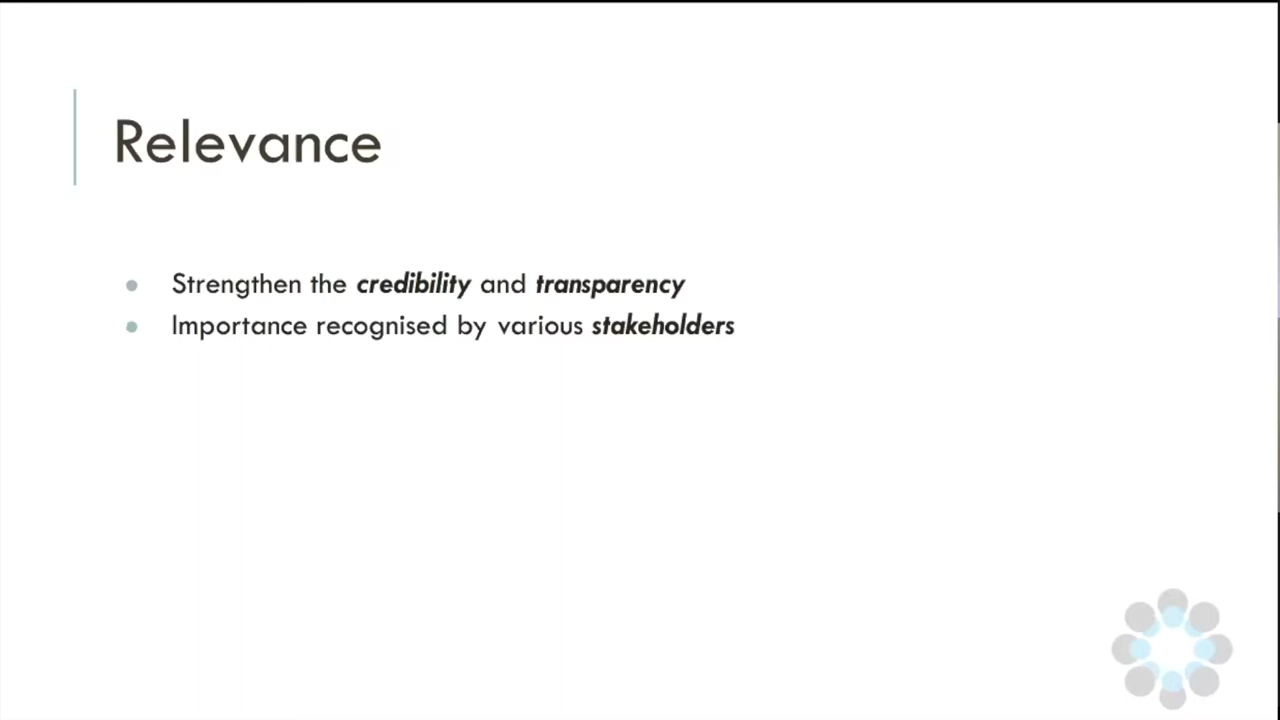 Relevance
Strengthen the credibility and transparency
Importance recognised by various stakeholders